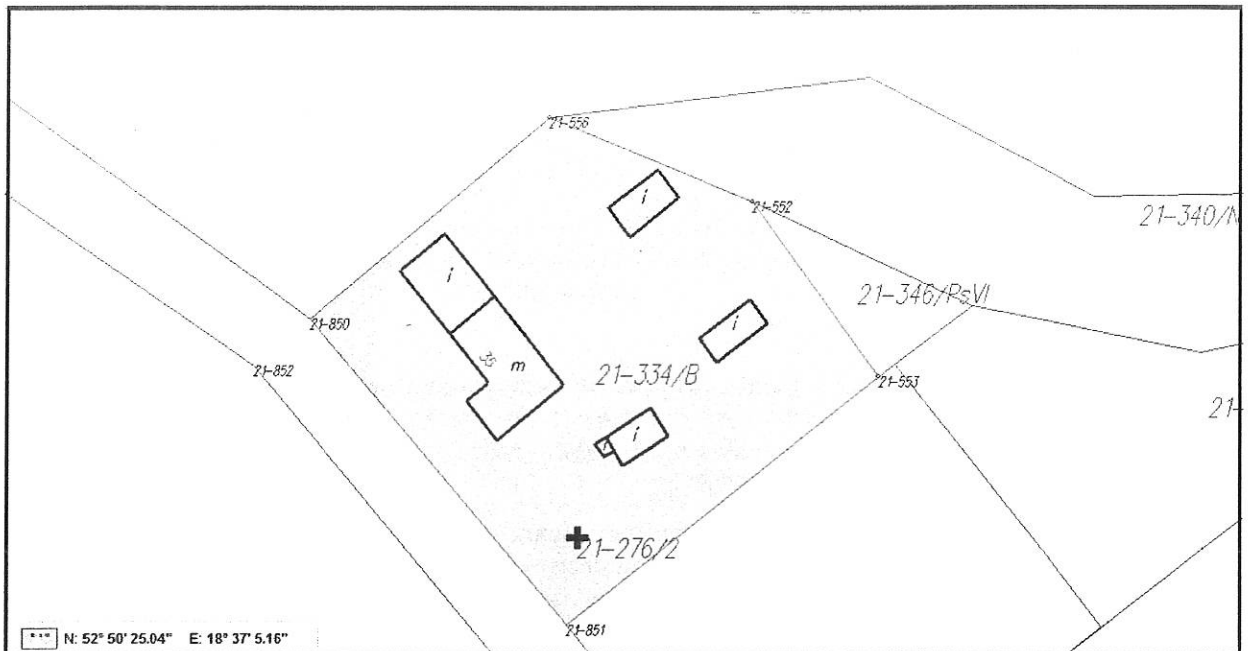 21-556
i
21-552
21-340/N
i
21-346/PsVI
21-850
i
36 m
21-852
21-334/B
21-553
21-
i
21-276/2
21-851
N: 52° 50' 25.04" E: 18° 37' 5.16"